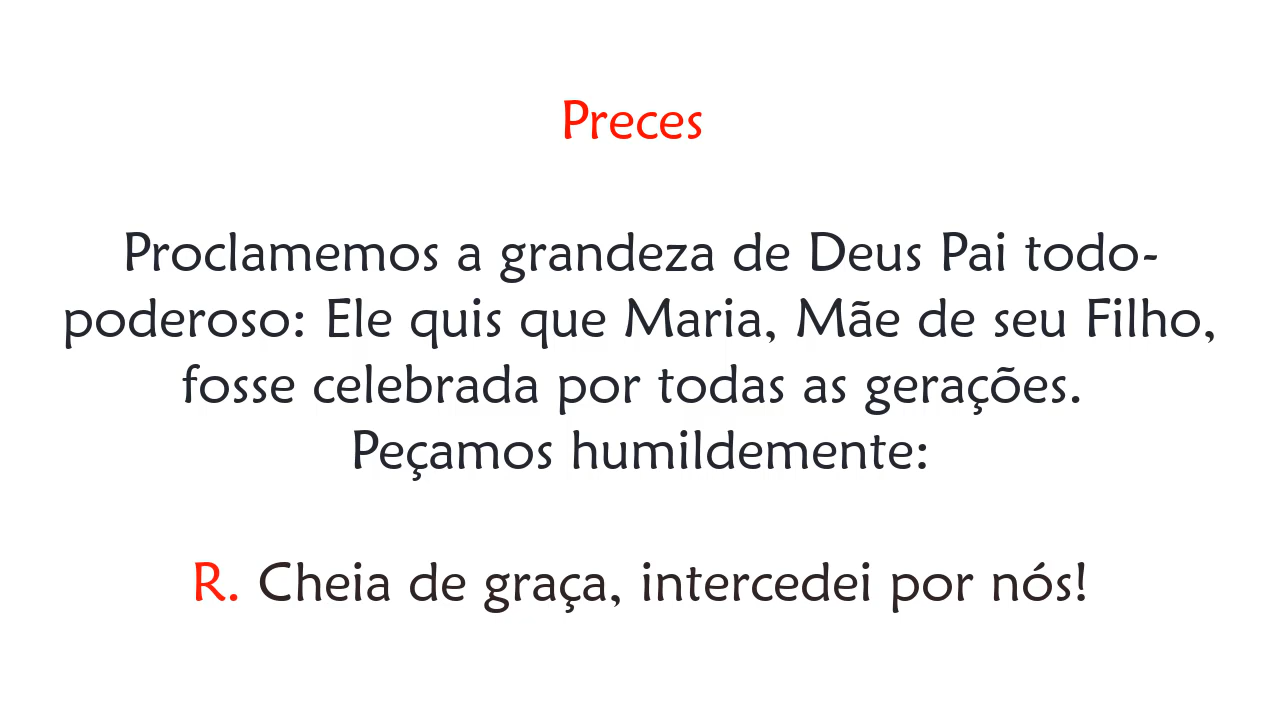 Preces
Proclamemos a grandeza de Deus Pai todo-
poderoso: Ele quis que Maria, Mãe de seu Filho,
fosse celebrada por todas as gerações.
Peçamos humildemente:
R. Cheia de graça, intercedei por nós!